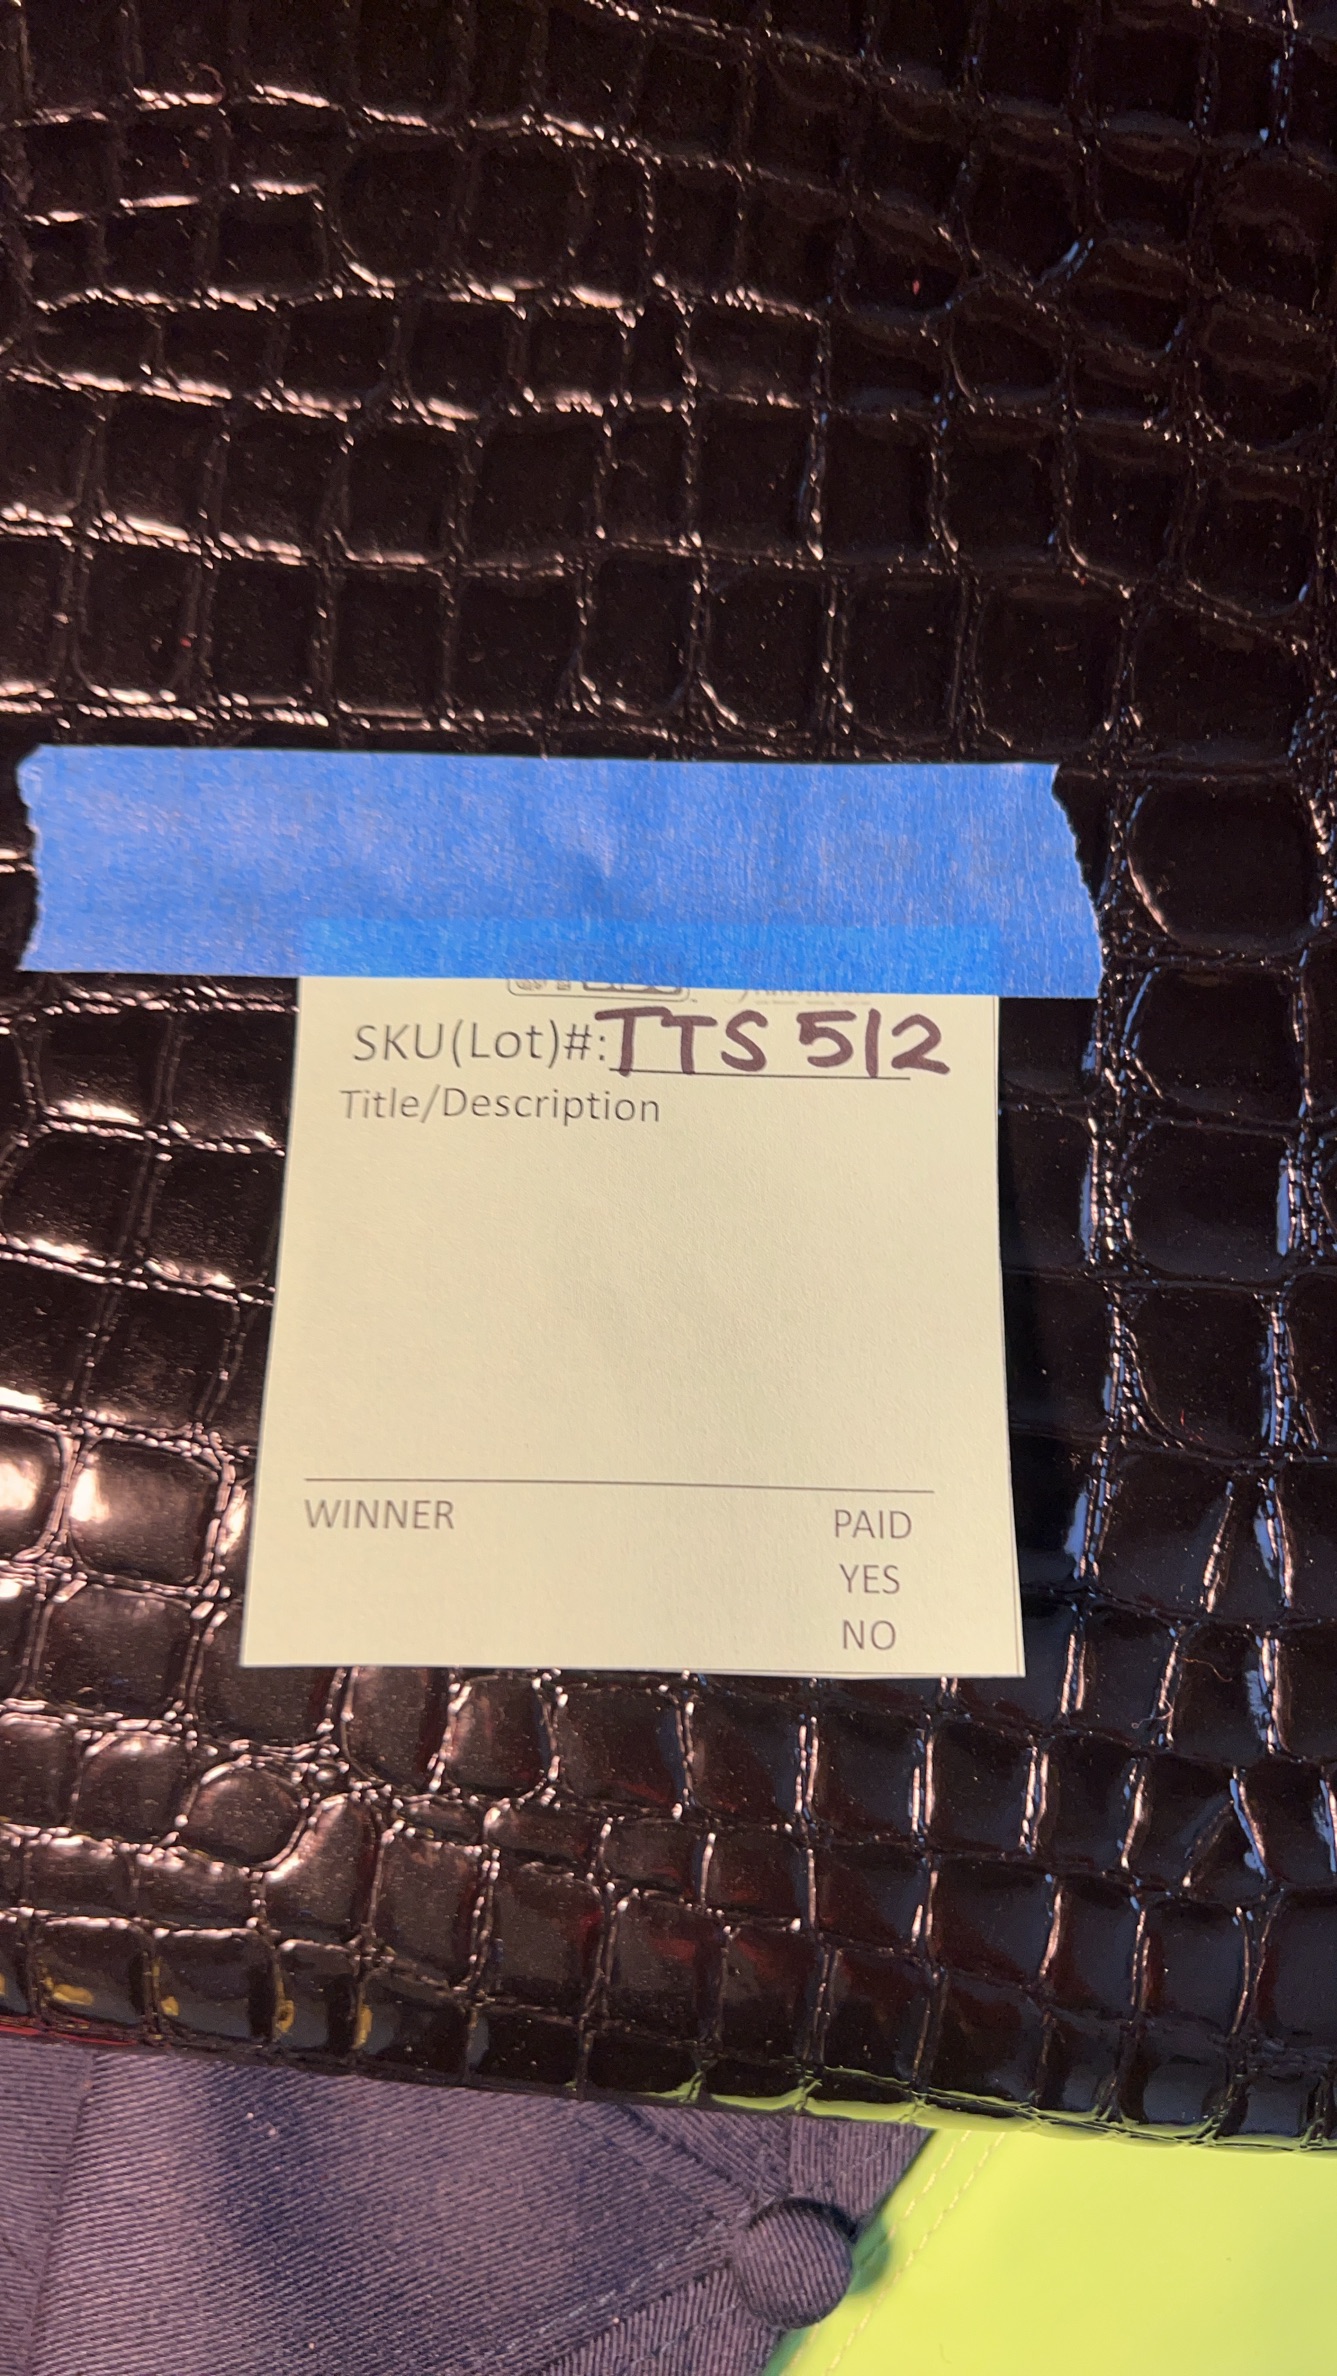 SKU(Lot)#: TTS 512
Title/Description
WINNER
PAID
YES
NO